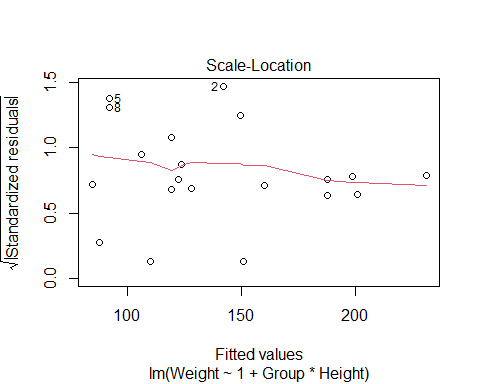 Scale-Location
√|Standardized residuals|
1.5
1.0
0.5
0.0
2
5
8
100
150
200
Fitted values
lm(Weight ~ 1 + Group * Height)